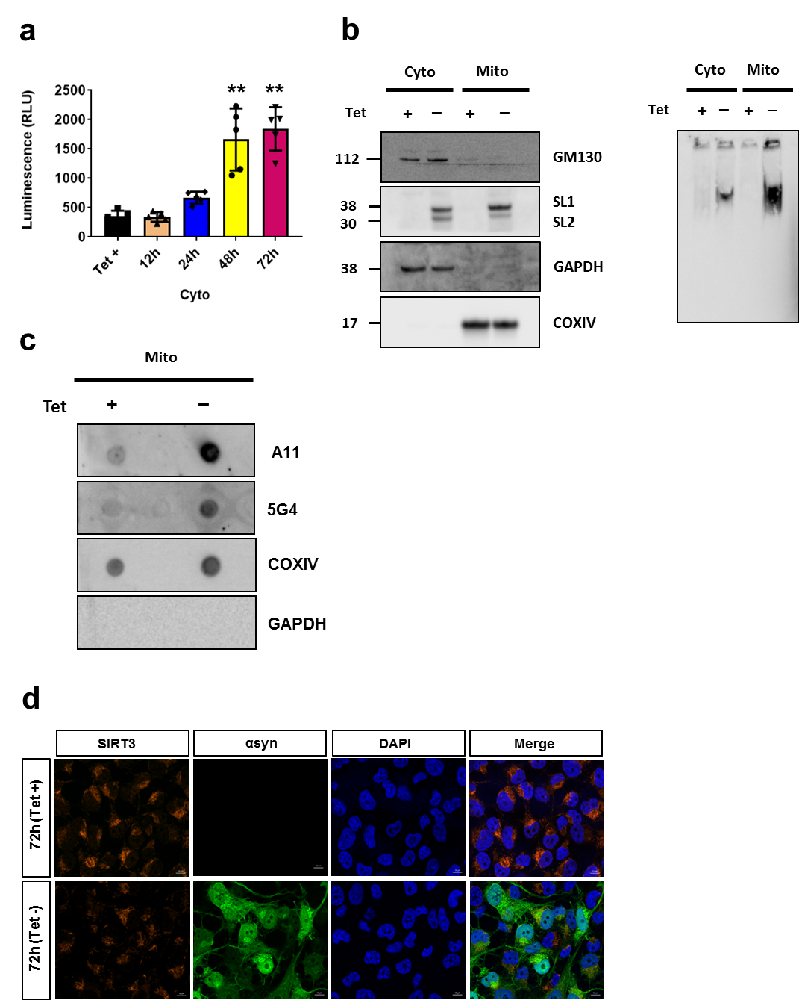 a
Luminescence (RLU)
2500
2000
1500
1000
500
0
** **
Tet + 12h 24h 48h 72h
Cyto
b
Cyto Mito
Tet + − + −
112 GM130
38 SL1
30 SL2
38 GAPDH
17 COXIV
Cyto Mito
Tet + − + −
c
Mito
Tet + −
A11
5G4
COXIV
GAPDH
d
SIRT3 αsyn DAPI Merge
72h (Tet +)
72h (Tet -)